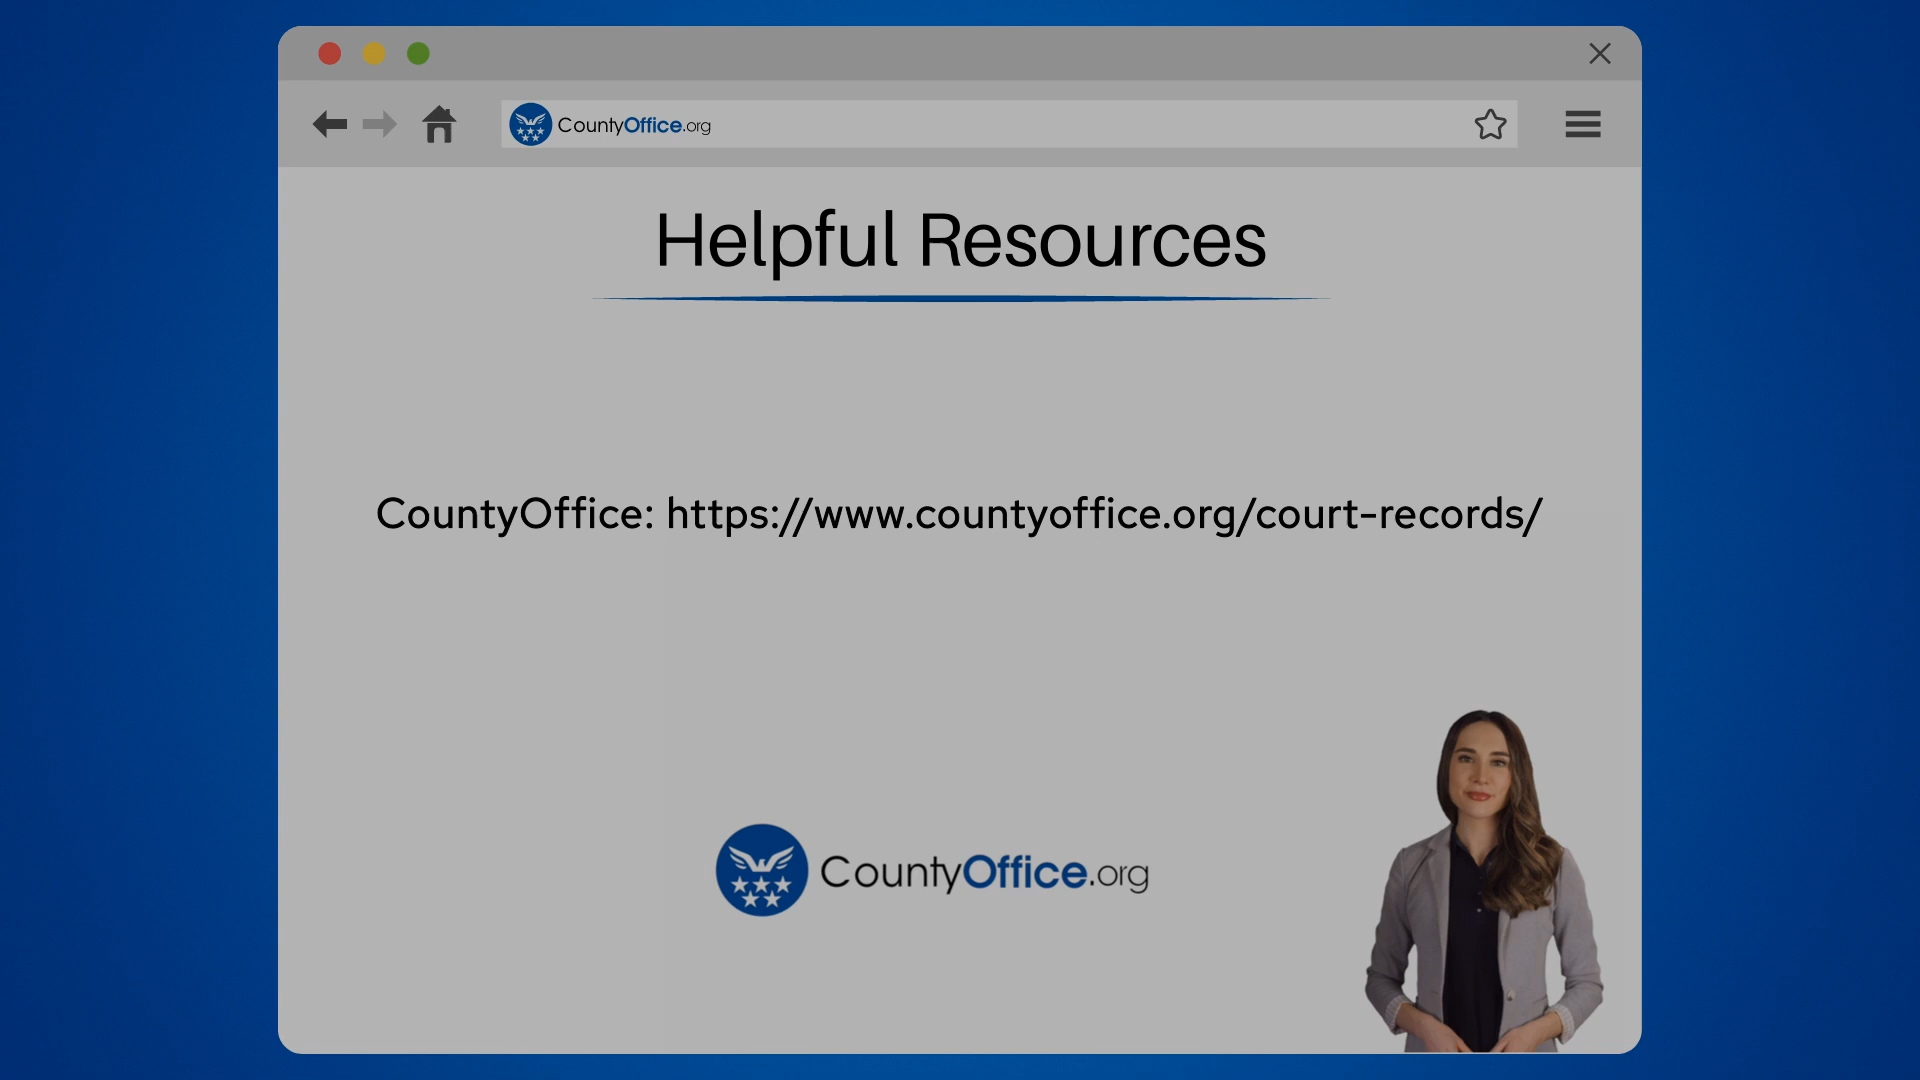 CountyOffice.org
Helpful Resources
CountyOffice: https://www.countyoffice.org/court-records/
CountyOffice.org